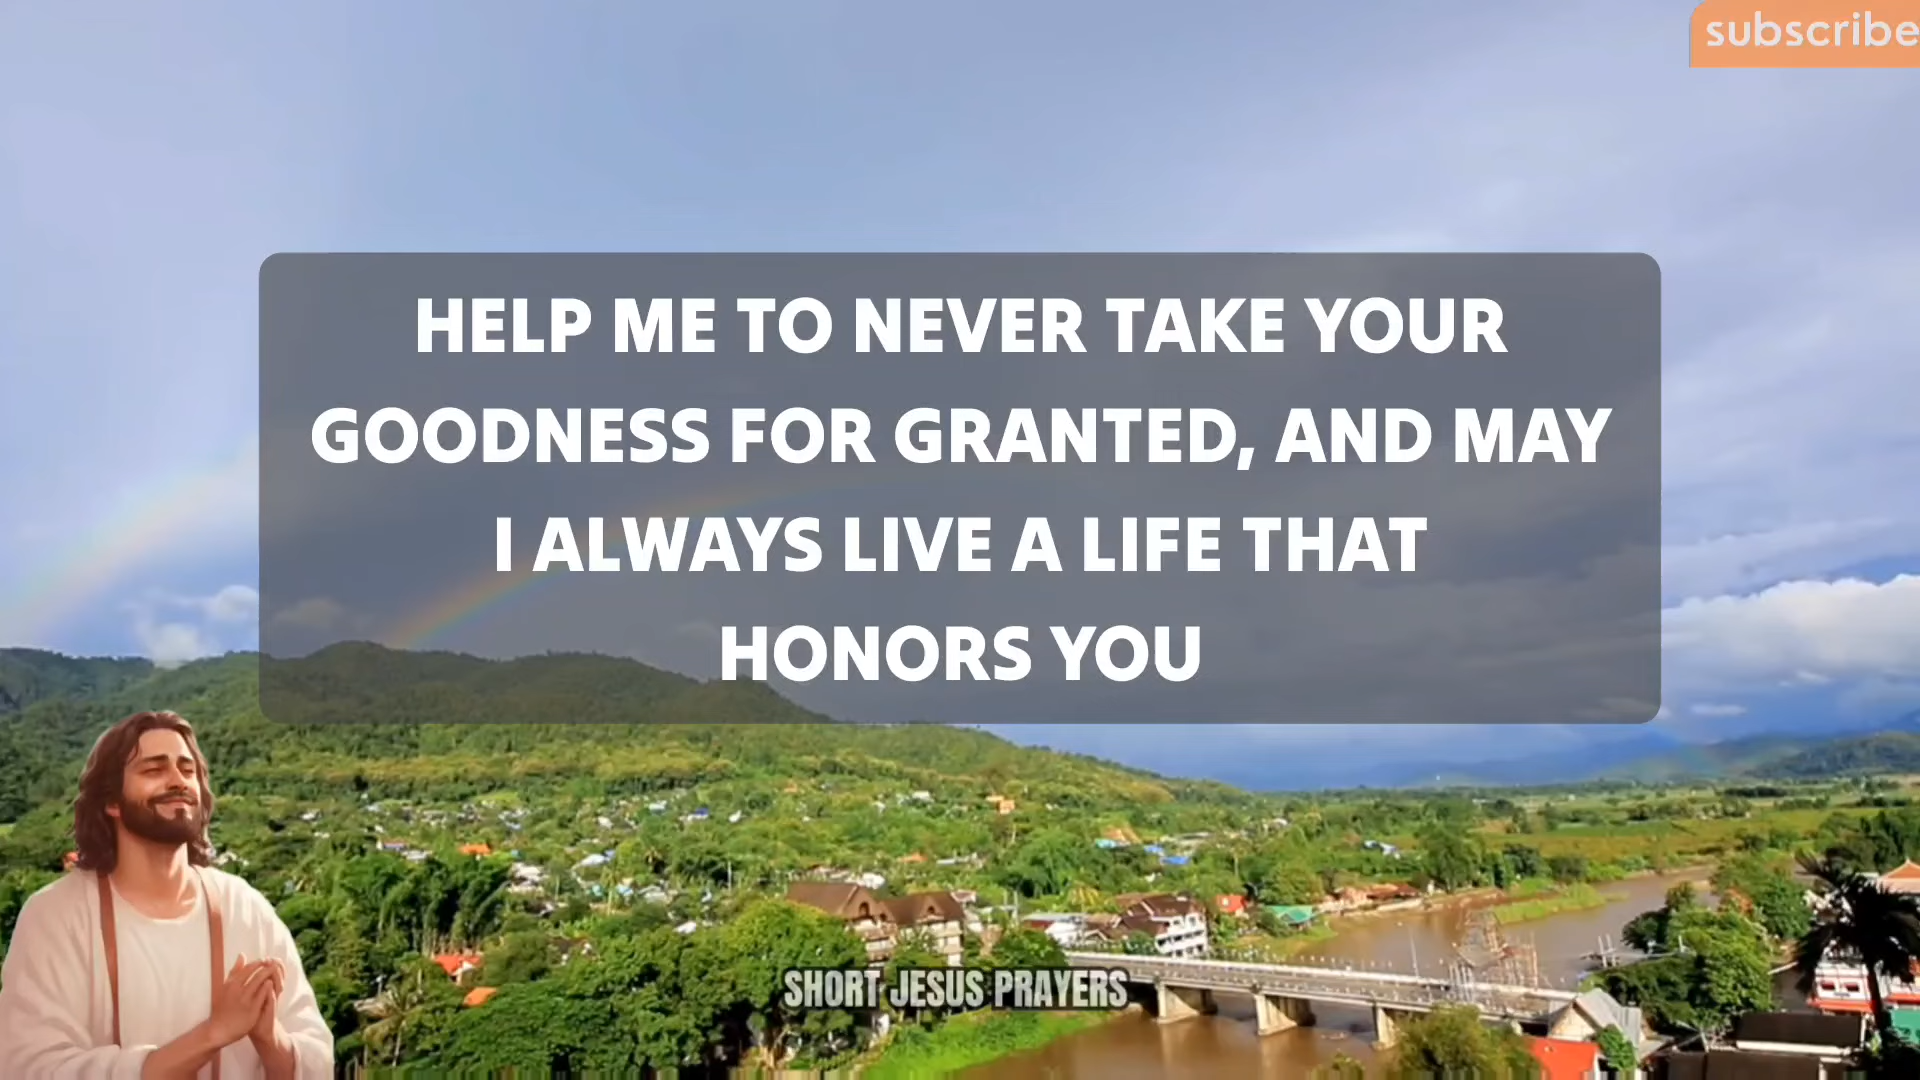 subscribe
HELP ME TO NEVER TAKE YOUR
GOODNESS FOR GRANTED, AND MAY
I ALWAYS LIVE A LIFE THAT
HONORS YOU
SHORT JESUS PRAYERS